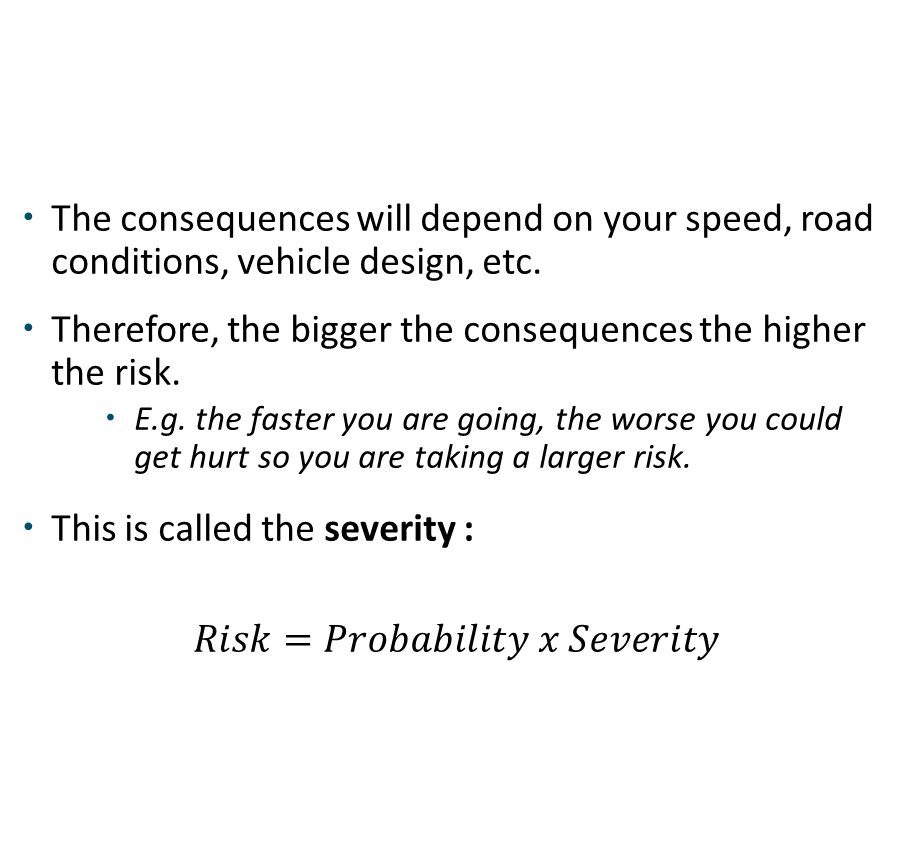 • The consequences will depend on your speed, road
conditions, vehicle design, etc.
• Therefore, the bigger the consequences the higher
the risk.
• E.g. the faster you are going, the worse you could
get hurt so you are taking a larger risk.
• This is called the severity :
Risk = Probability x Severity